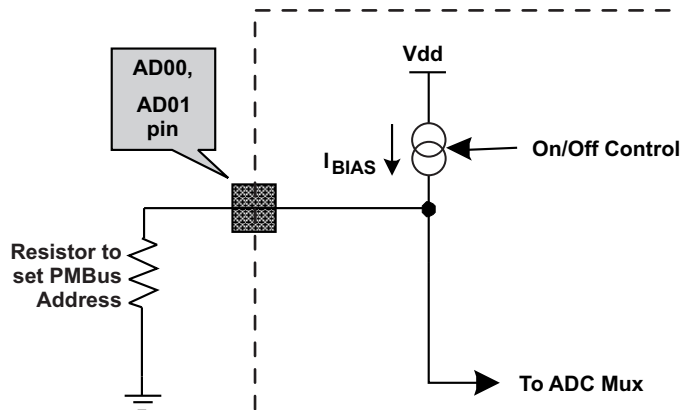 AD00,
AD01
pin
Vdd
I BIAS
On/Off Control
Resistor to
set PMBus
Address
To ADC Mux